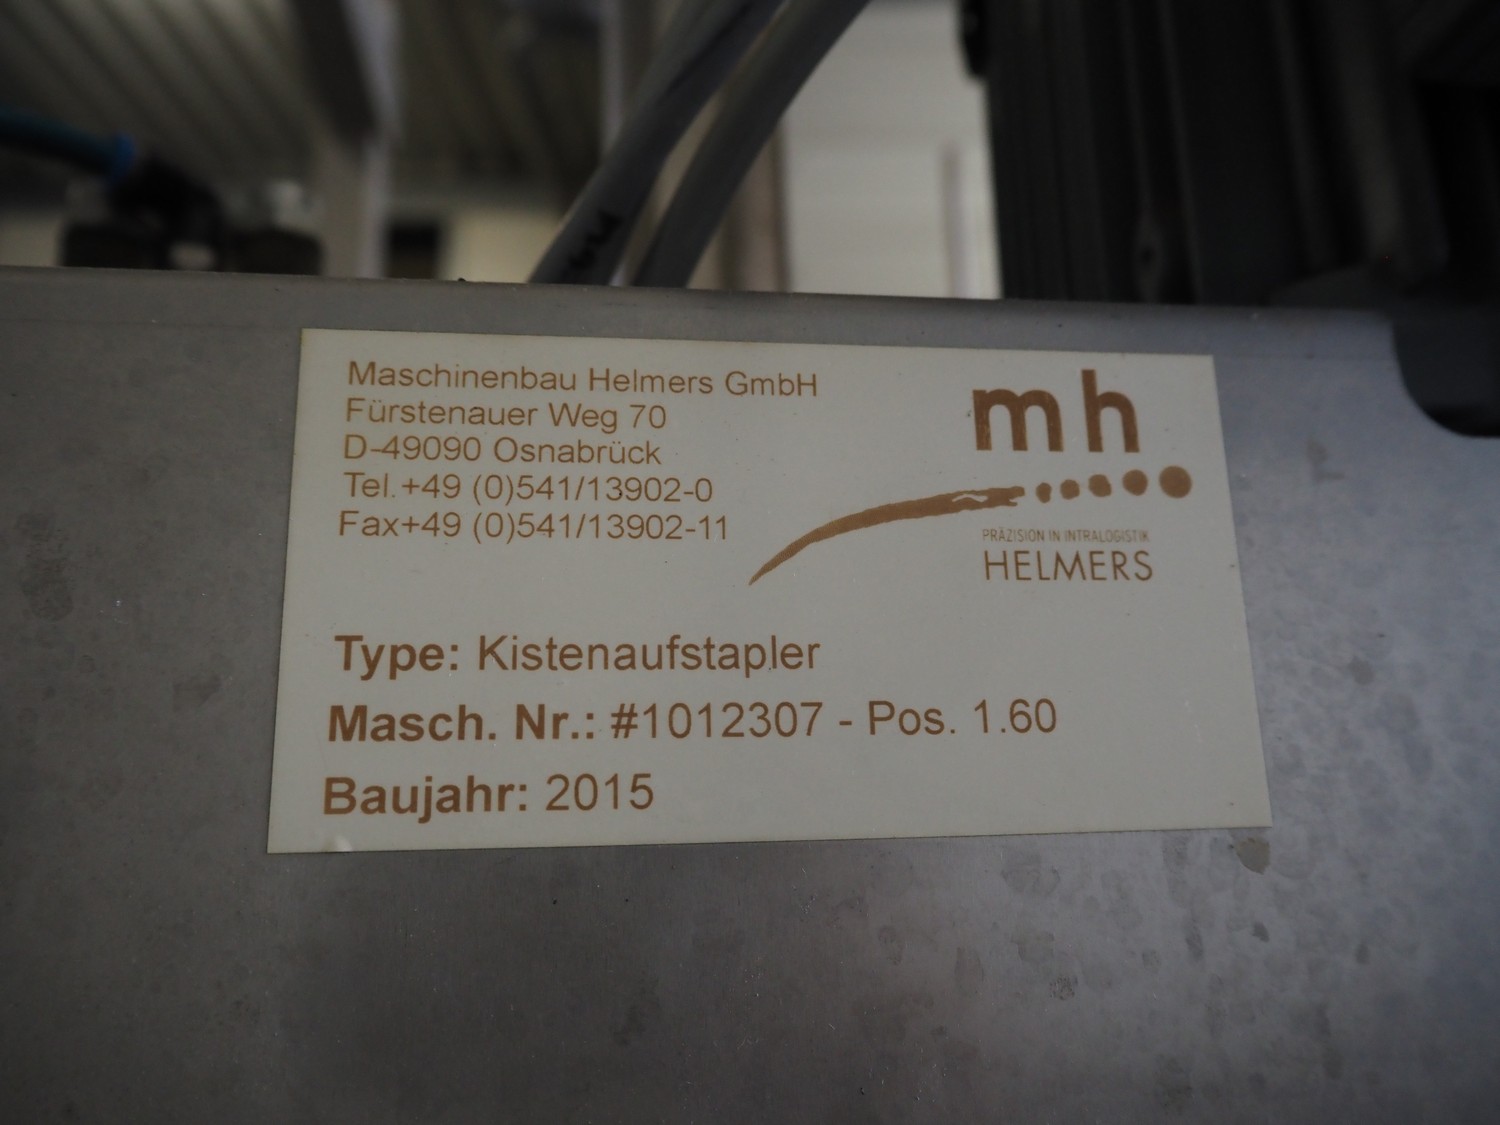 Maschinenbau Helmers GmbH
Fürstenauer Weg 70
D-49090 Osnabrück
Tel.+49 (0)541/13902-0
Fax+49 (0)541/13902-11
mh
PRÄZISION IN INTRALOGISTIK
HELMERS
Type: Kistenaufstapler
Masch. Nr.: #1012307 - Pos. 1.60
Baujahr: 2015